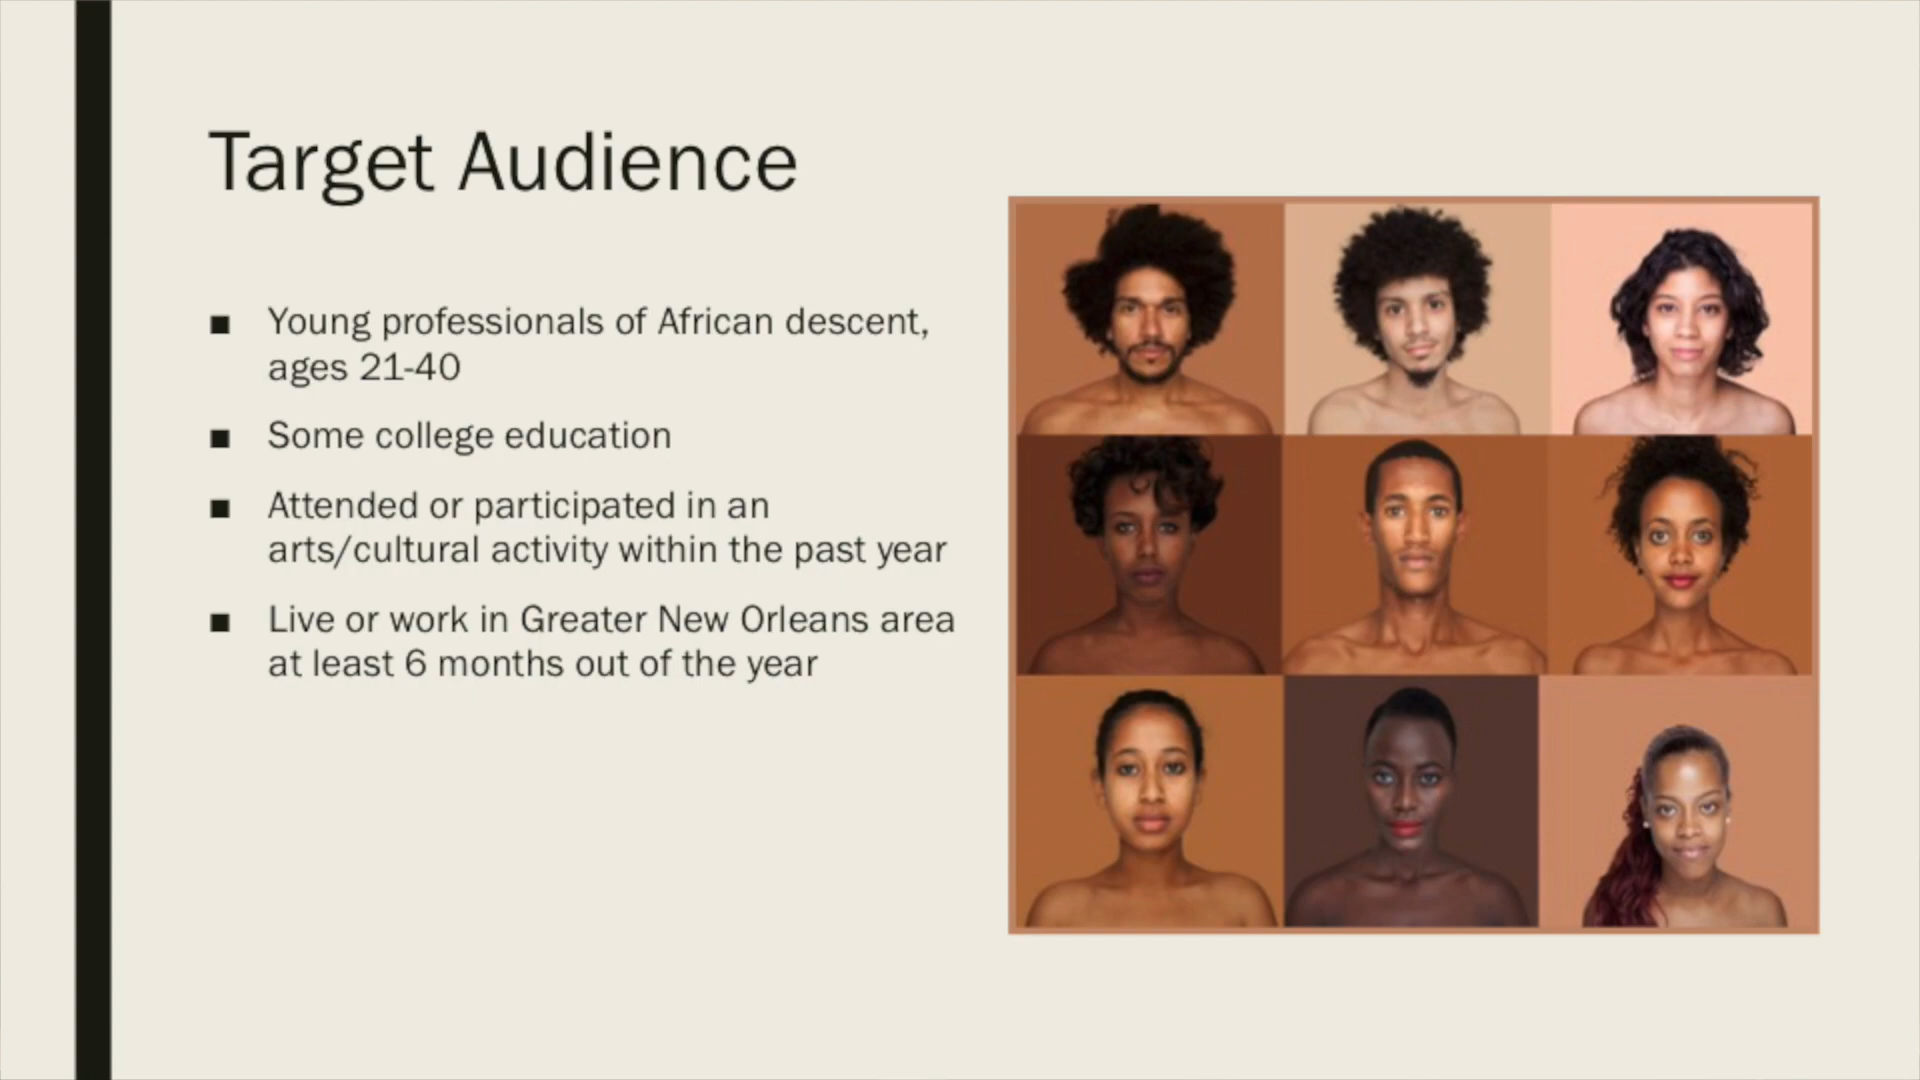 Target Audience
■ Young professionals of African descent,
ages 21-40
■ Some college education
■ Attended or participated in an
arts/cultural activity within the past year
■ Live or work in Greater New Orleans area
at least 6 months out of the year